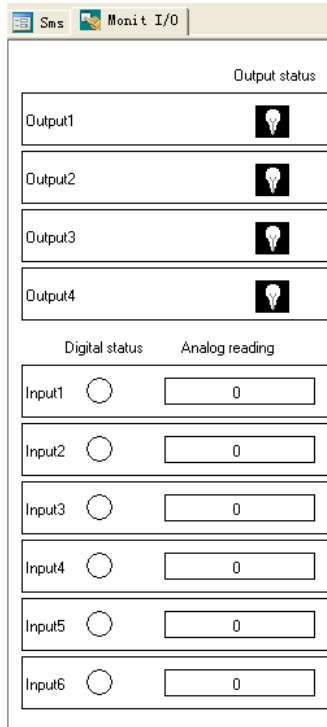 Sms Monit I/O
Output status
Output1
Output2
Output3
Output4
Digital status Analog reading
Input1 0
Input2 0
Input3 0
Input4 0
Input5 0
Input6 0